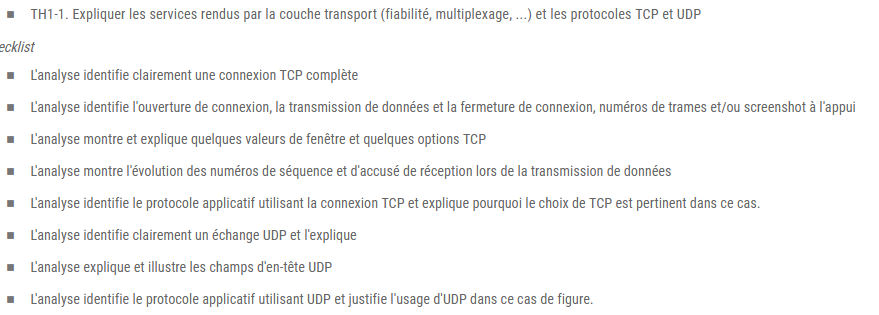 TH1-1. Expliquer les services rendus par la couche transport (fiabilité, multiplexage, ...) et les protocoles TCP et UDP
ecklist
L'analyse identifie clairement une connexion TCP complète
L'analyse identifie l'ouverture de connexion, la transmission de données et la fermeture de connexion, numéros de trames et/ou screenshot à l'appui
L'analyse montre et explique quelques valeurs de fenêtre et quelques options TCP
L'analyse montre l'évolution des numéros de séquence et d'accusé de réception lors de la transmission de données
L'analyse identifie le protocole applicatif utilisant la connexion TCP et explique pourquoi le choix de TCP est pertinent dans ce cas.
L'analyse identifie clairement un échange UDP et l'explique
L'analyse explique et illustre les champs d'en-tête UDP
L'analyse identifie le protocole applicatif utilisant UDP et justifie l'usage d'UDP dans ce cas de figure.